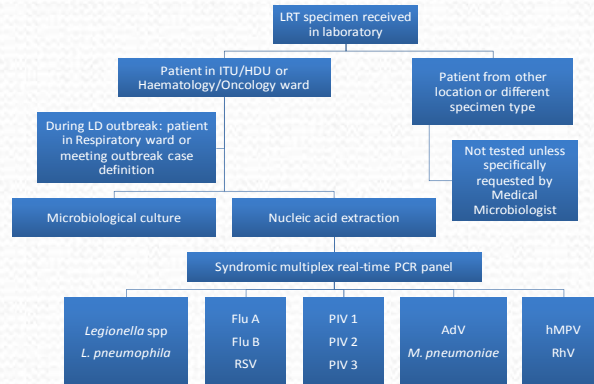 LRT specimen received
in laboratory
Patient in ITU/HDU or
Haematology/Oncology ward
Patient from other
location or different
specimen type
During LD outbreak: patient
in Respiratory ward or
meeting outbreak case
definition
Not tested unless
specifically
requested by
Medical
Microbiologist
Microbiological culture
Nucleic acid extraction
Syndromic multiplex real-time PCR panel
Legionella spp
L. pneumophila
Flu A
Flu B
RSV
PIV 1
PIV 2
PIV 3
AdV
M. pneumoniae
hMPV
RhV